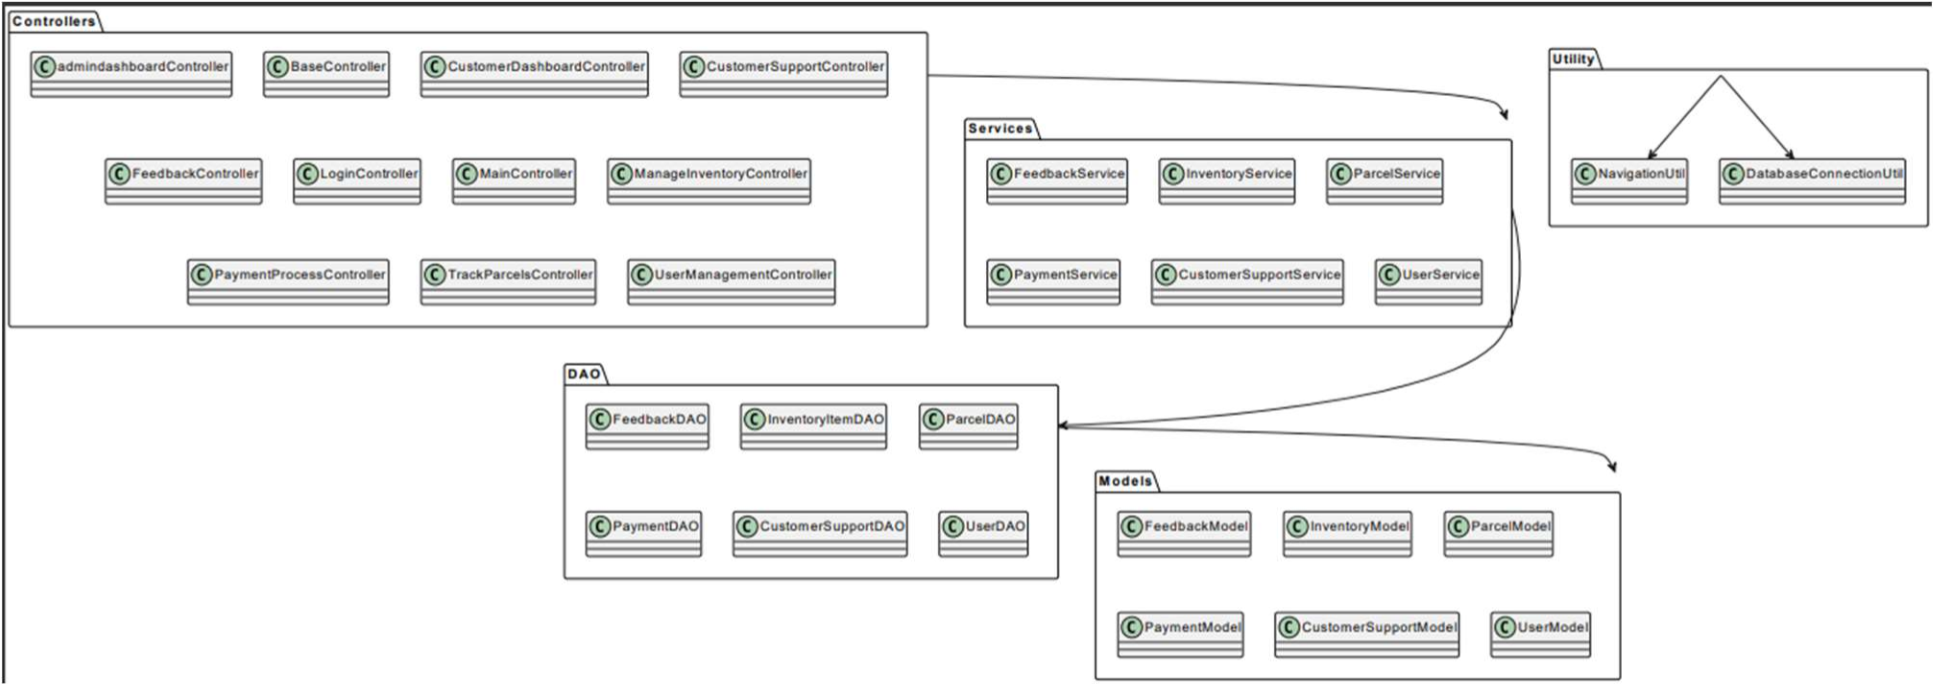 Controllers
C admindashboardController
C BaseController
C CustomerDashboardController
C CustomerSupportController
C FeedbackController
C LoginController
C MainController
C ManageInventoryController
C PaymentProcessController
C TrackParcelsController
C UserManagementController
Services
C FeedbackService
C InventoryService
C ParcelService
C PaymentService
C CustomerSupportService
C UserService
Utility
C NavigationUtil
C DatabaseConnectionUtil
DAO
C FeedbackDAO
C InventoryItemDAO
C ParcelDAO
C PaymentDAO
C CustomerSupportDAO
C UserDAO
Models
C FeedbackModel
C InventoryModel
C ParcelModel
C PaymentModel
C CustomerSupportModel
C UserModel